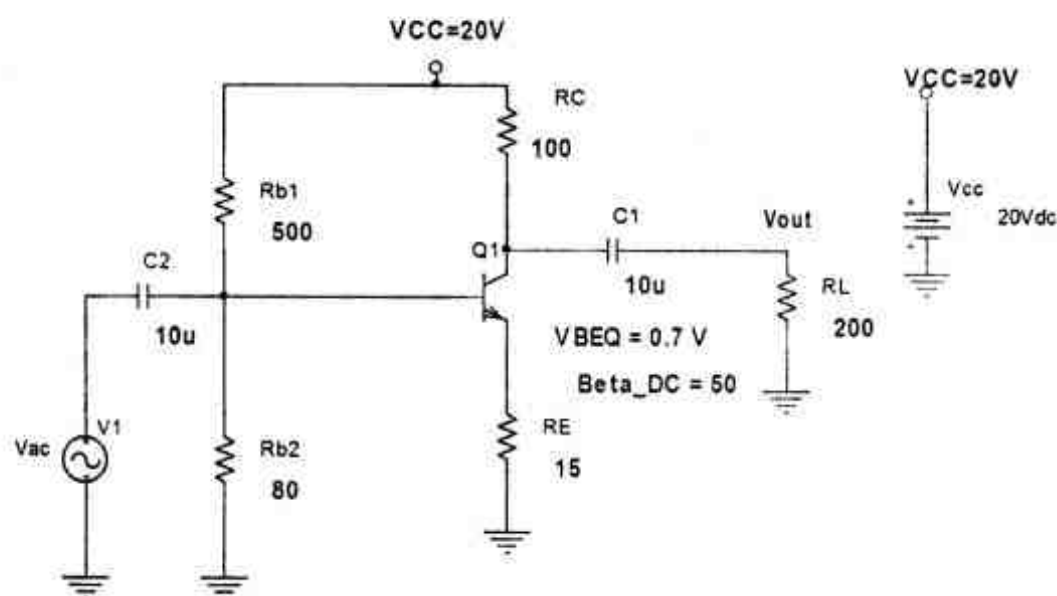 VCC=20V
RC
100
VCC=20V
Rb1
500
Vcc
20Vdc
C1
10u
Vout
Q1
C2
10u
RL
200
VBEQ = 0.7 V
Beta_DC = 50
V1
Vac
Rb2
80
RE
15